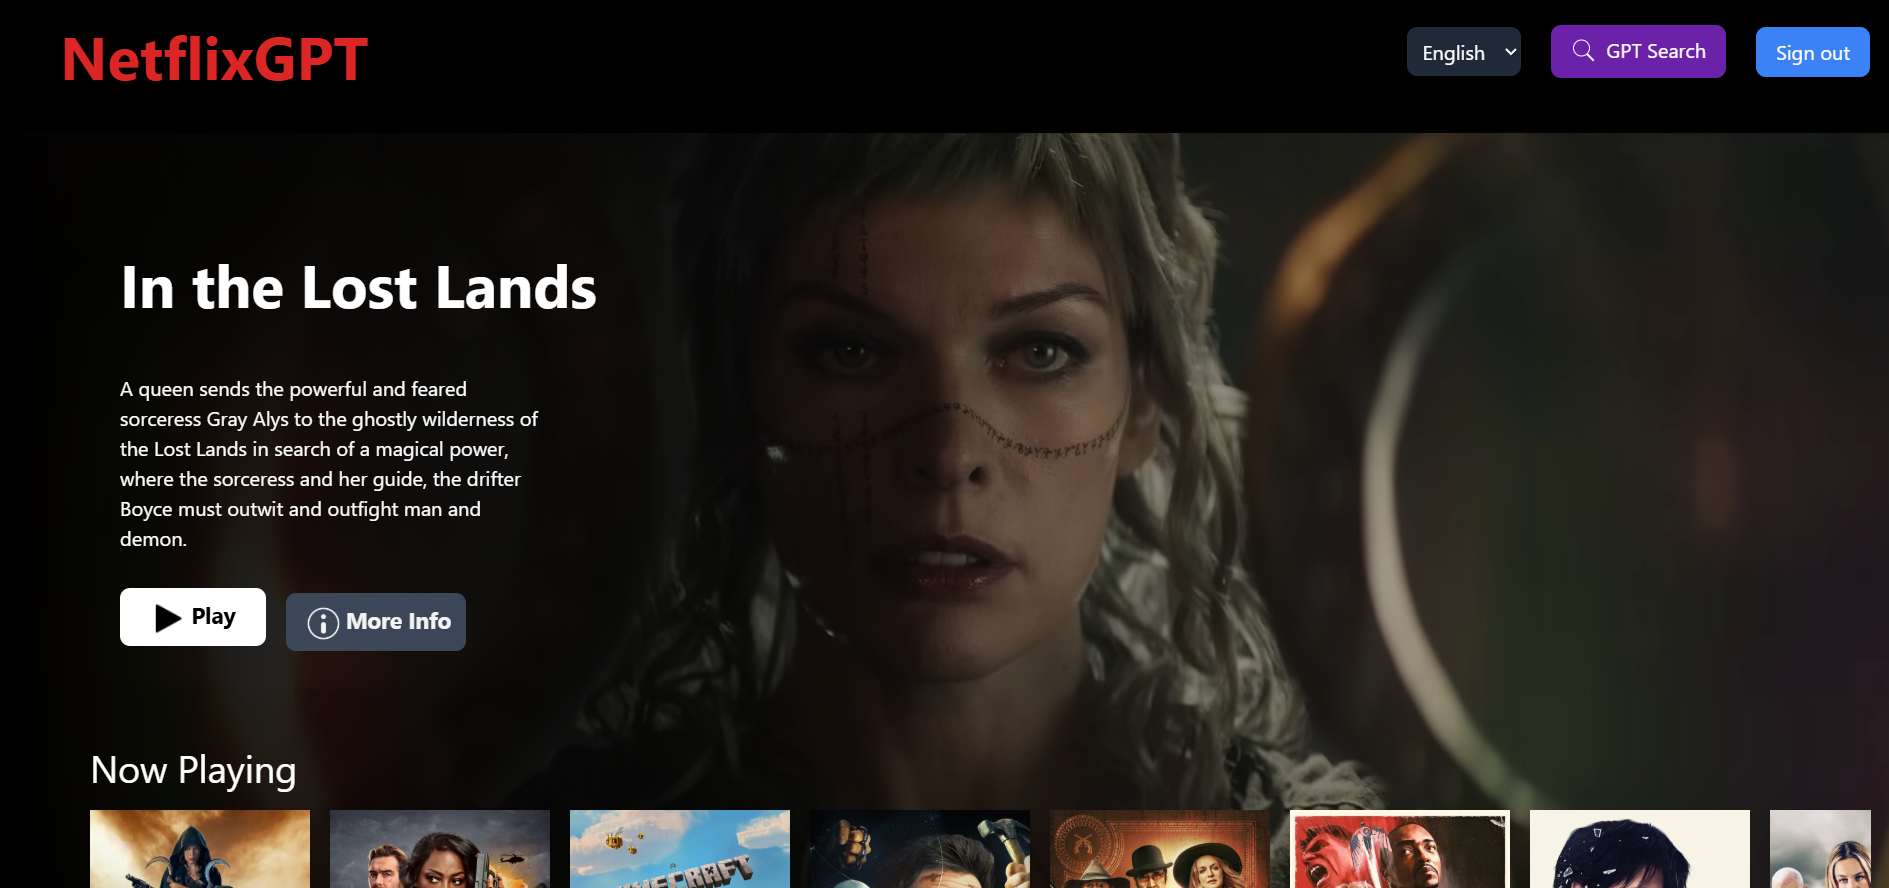 NetflixGPT
English
GPT Search
Sign out
In the Lost Lands
A queen sends the powerful and feared
sorceress Gray Alys to the ghostly wilderness of
the Lost Lands in search of a magical power,
where the sorceress and her guide, the drifter
Boyce must outwit and outfight man and
demon.
Play
More Info
Now Playing
MINECRAFT